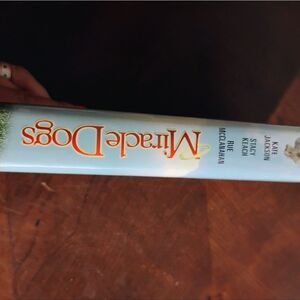 KATE
JACKSON
STACY
KEACH
RUE
MCCLANAHAN
Miracle Dogs